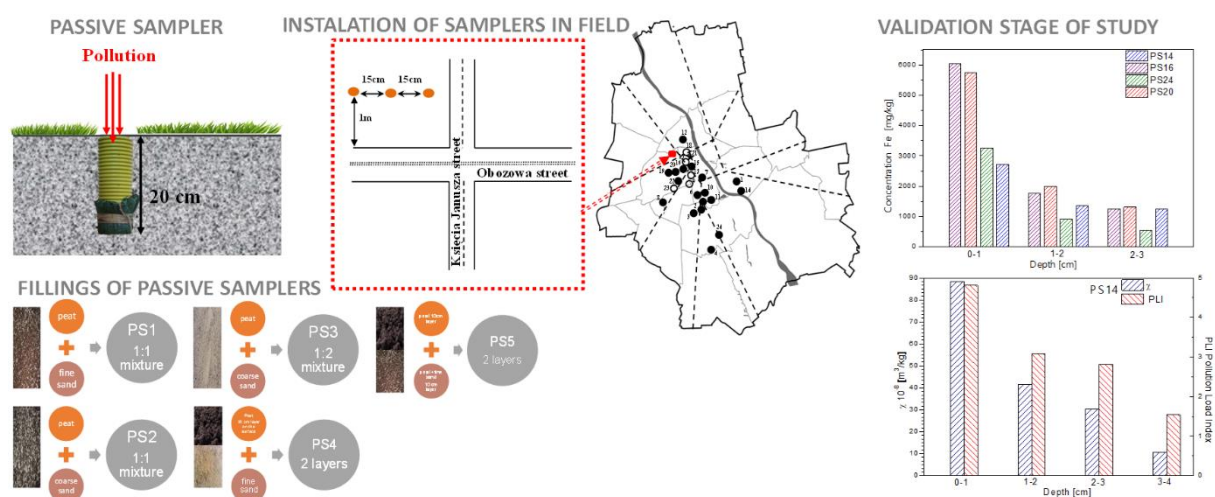 PASSIVE SAMPLER
Pollution
20 cm
INSTALATION OF SAMPLERS IN FIELD
15cm 15cm
1m
Ksiecia Janusza street
Obozowa street
VALIDATION STAGE OF STUDY
PS14
PS16
PS24
PS20
Concentration Fe [mg/kg]
6000
5000
4000
3000
2000
1000
0
0-1 1-2 2-3
Depth [cm]
PS14 χ
PLI
χ 10⁻⁸ [m³/kg]
90
80
70
60
50
40
30
20
10
0
PLI Pollution Load Index
5
4
3
2
1
0
0-1 1-2 2-3 3-4
Depth [cm]
FILLINGS OF PASSIVE SAMPLERS
peat
+
fine sand
PS1
1:1
mixture
peat
+
coarse sand
PS3
1:2
mixture
+
PS5
2 layers
peat
+
coarse sand
PS2
1:1
mixture
+
fine sand
PS4
2 layers